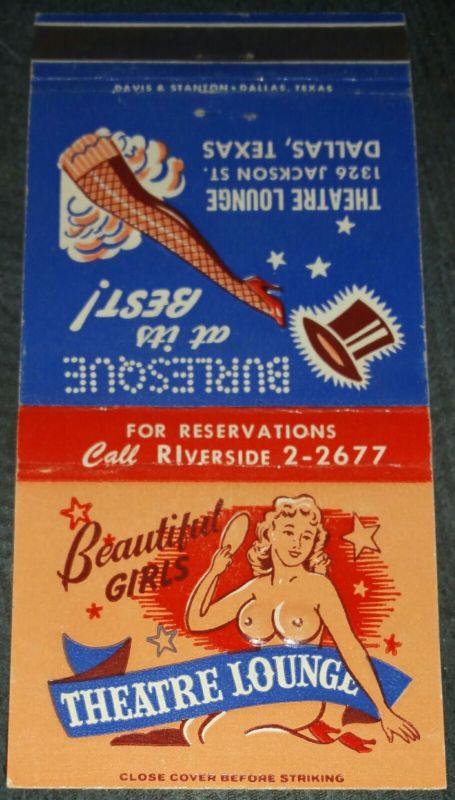 DAVIS & STANTON • DALLAS, TEXAS
BURLESQUE
at its
BEST!
THEATRE LOUNGE
1326 JACKSON ST.
DALLAS, TEXAS
FOR RESERVATIONS
Call RIVERSIDE 2-2677
Beautiful
GIRLS
THEATRE LOUNGE
CLOSE COVER BEFORE STRIKING